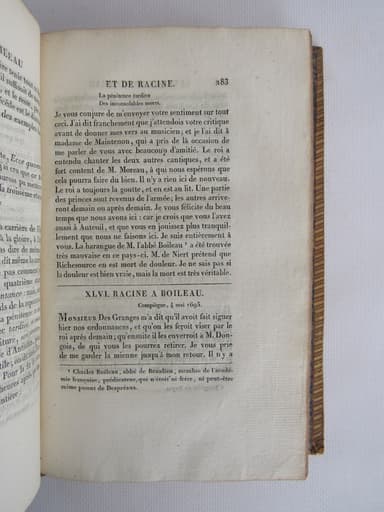 ET DE RACINE. 283
La pénitence tardive
Des inconsolables morts.
Je vous conjure de m'envoyer votre sentiment sur tout
ceci. J'ai dit franchement que j'attendois votre critique
avant de donner mes vers au musicien; et je l'ai dit à
madame de Maintenon, qui a pris de là occasion de
me parler de vous avec beaucoup d'amitié. Le roi a
entendu chanter les deux autres cantiques, et a été
fort content de M. Moreau, à qui nous espérons que
cela pourra faire du bien. Il n'y a rien ici de nouveau.
Le roi a toujours la goutte, et en est au lit. Une partie
des princes sont revenus de l'armée; les autres arrive-
ront demain ou après demain. Je vous félicite du beau
temps que nous avons ici: car je crois que vous l'avez
aussi à Auteuil, et que vous en jouissez plus tranquil-
lement que nous ne faisons ici. Je suis entièrement à
vous. La harangue de M. l'abbé Boileau ¹ a été trouvée
très mauvaise en ce pays-ci. M. de Niert prétend que
Richesource en est mort de douleur. Je ne sais pas si
la douleur est bien vraie, mais la mort est très véritable.
XLVI. RACINE A BOILEAU.
Compiègne, 4 mai 1695.
MONSIEUR Des Granges m'a dit qu'il avoit fait signer
hier nos ordonnances, et qu'on les feroit viser par le
roi après demain; qu'ensuite il les enverroit à M. Don-
gois, de qui vous les pourrez retirer. Je vous prie
de me garder la mienne jusqu'à mon retour. Il n'y a
¹ Charles Boileau, abbé de Beaulieu, membre de l'acadé-
mie françoise, prédicateur, qui n'étoit ni frère, ni peut-être
même parent de Despréaux.